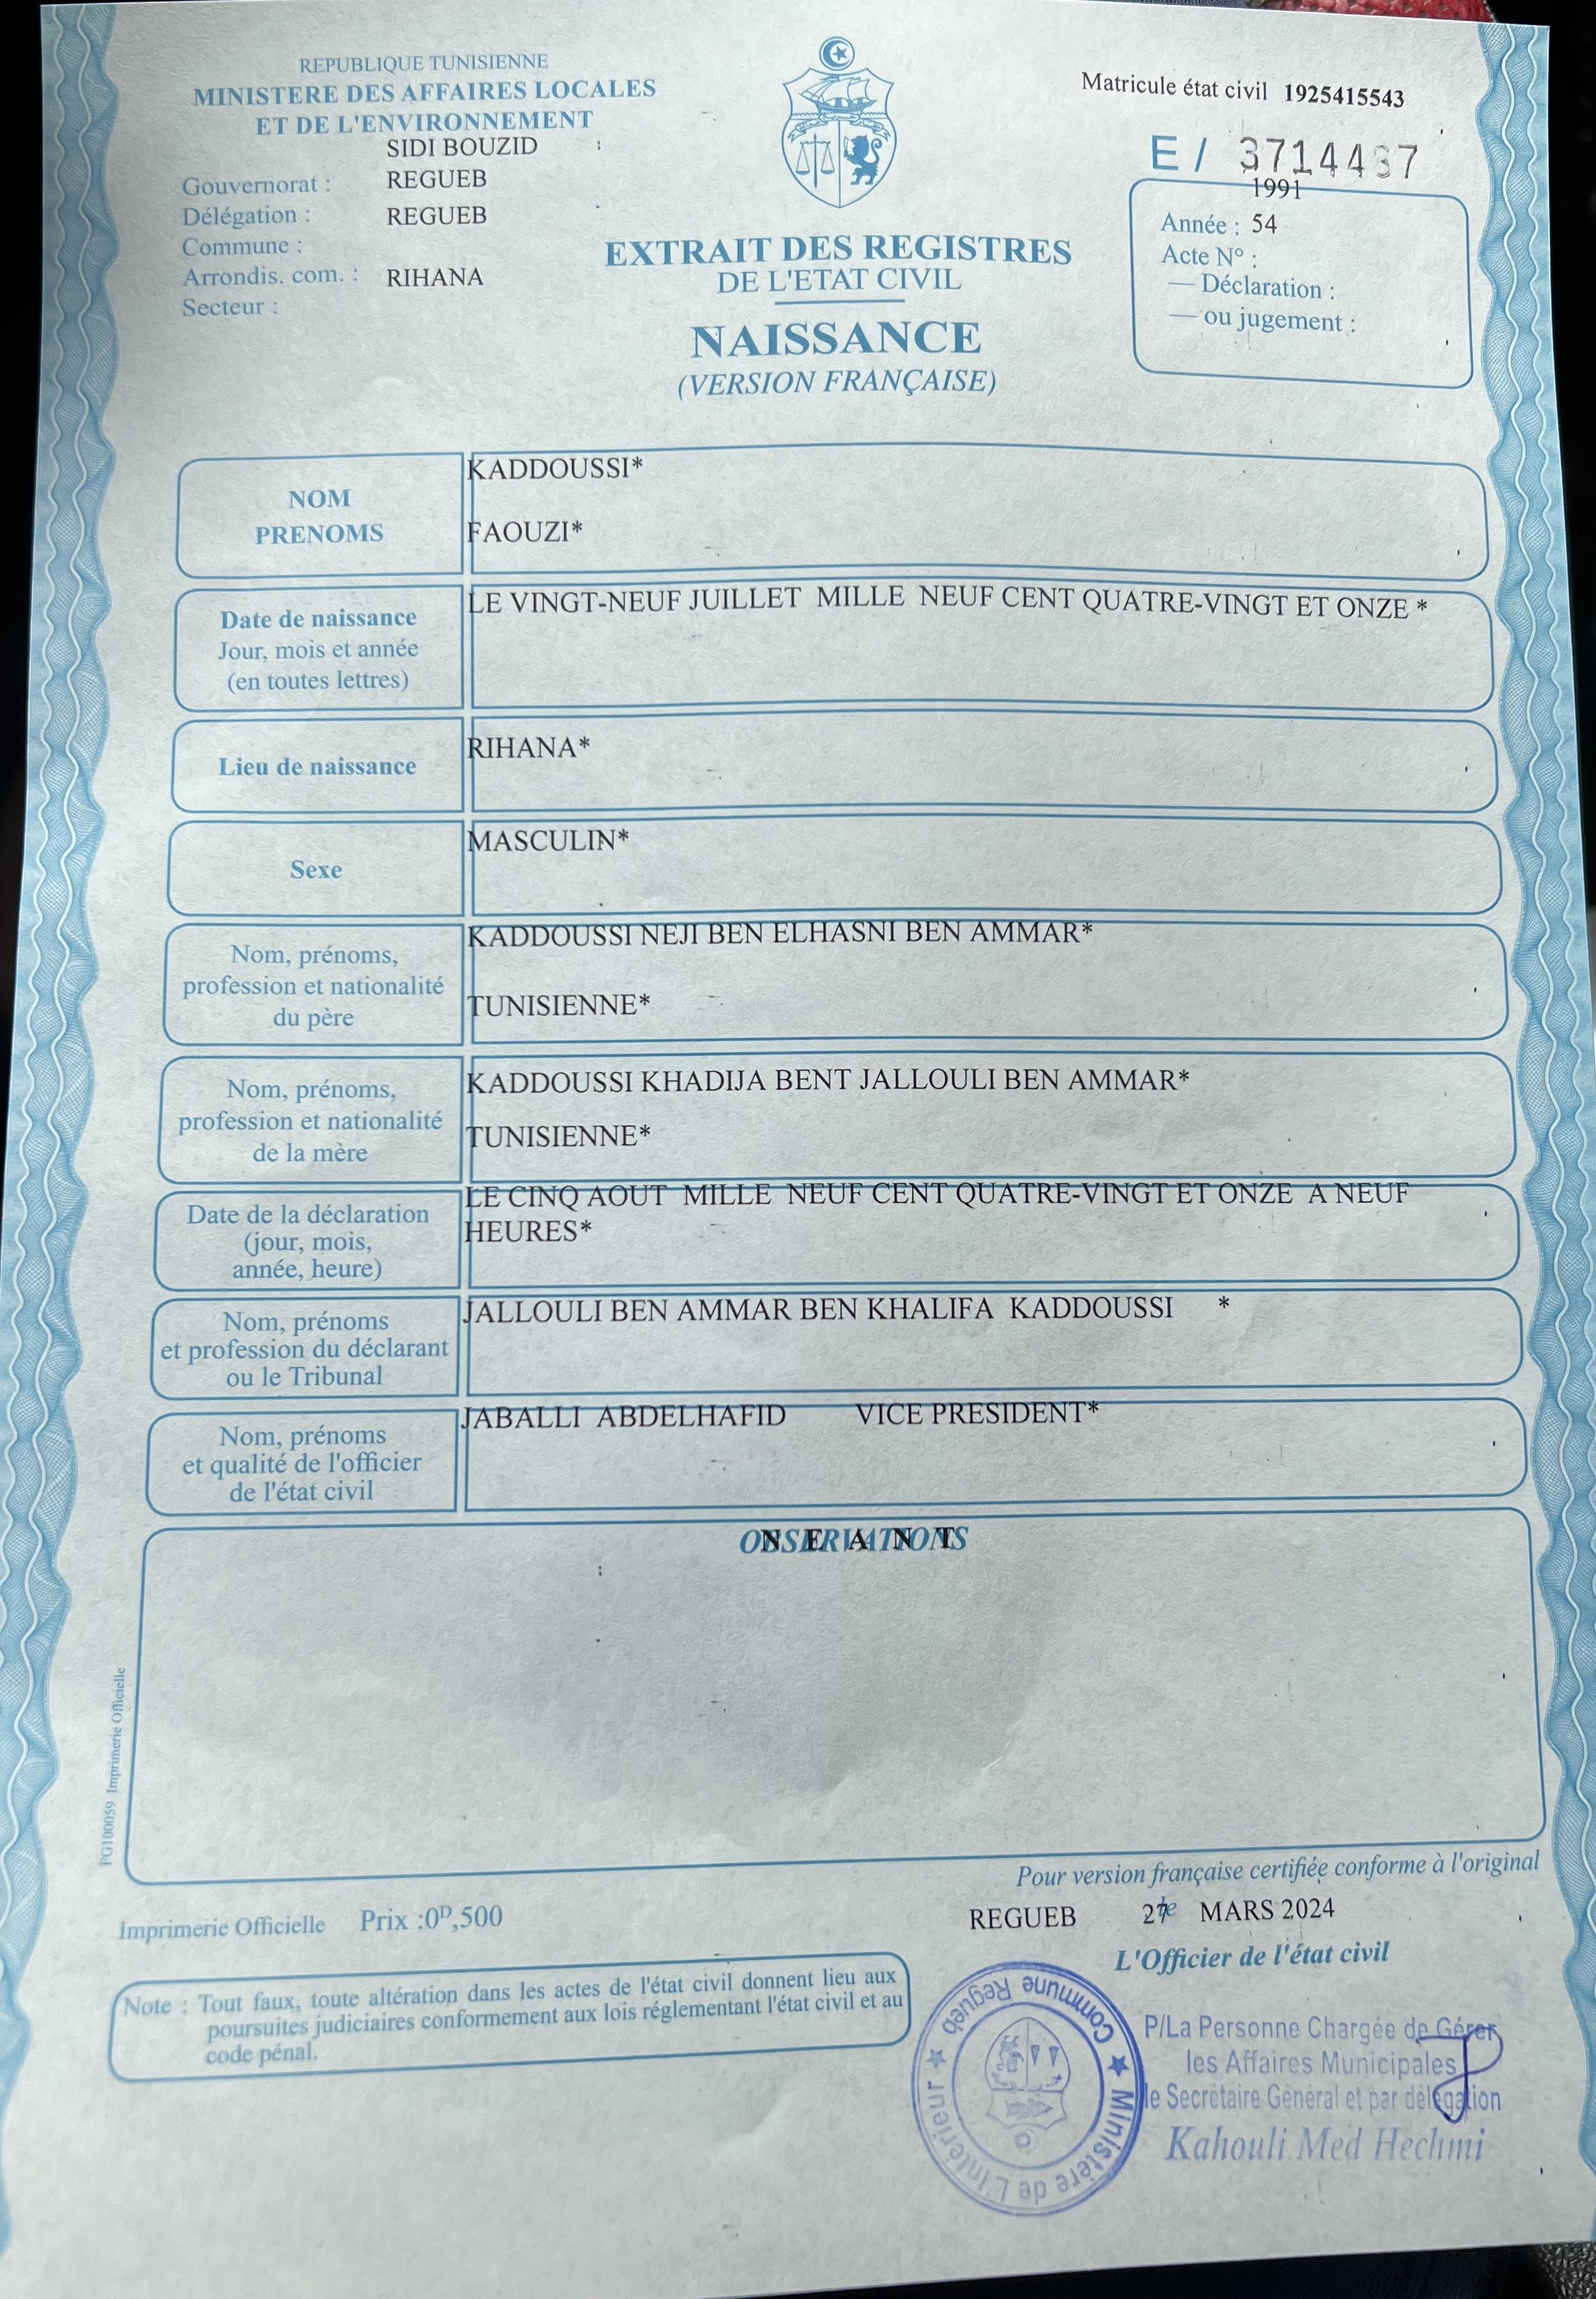 REPUBLIQUE TUNISIENNE
MINISTERE DES AFFAIRES LOCALES
ET DE L'ENVIRONNEMENT
SIDI BOUZID :
Gouvernorat : REGUEB
Délégation : REGUEB
Commune :
Arrondis. com. : RIHANA
Secteur :
Matricule état civil 1925415543
E / 3714437
1991
Année : 54
Acte N° :
— Déclaration :
— ou jugement :
EXTRAIT DES REGISTRES
DE L'ETAT CIVIL
NAISSANCE
(VERSION FRANÇAISE)
NOM
PRENOMS
KADDOUSSI*
FAOUZI*
Date de naissance
Jour, mois et année
(en toutes lettres)
LE VINGT-NEUF JUILLET MILLE NEUF CENT QUATRE-VINGT ET ONZE *
Lieu de naissance
RIHANA*
Sexe
MASCULIN*
Nom, prénoms,
profession et nationalité
du père
KADDOUSSI NEJI BEN ELHASNI BEN AMMAR*
TUNISIENNE*
Nom, prénoms,
profession et nationalité
de la mère
KADDOUSSI KHADIJA BENT JALLOULI BEN AMMAR*
TUNISIENNE*
Date de la déclaration
(jour, mois,
année, heure)
LE CINQ AOUT MILLE NEUF CENT QUATRE-VINGT ET ONZE A NEUF
HEURES*
Nom, prénoms
et profession du déclarant
ou le Tribunal
JALLOULI BEN AMMAR BEN KHALIFA KADDOUSSI *
Nom, prénoms
et qualité de l'officier
de l'état civil
JABALLI ABDELHAFID VICE PRESIDENT*
OBSERVATIONS
N E A N T
FG100059 Imprimerie Officielle
Pour version française certifiée conforme à l'original
Imprimerie Officielle Prix :0D,500
REGUEB MARS 2024
L'Officier de l'état civil
Note : Tout faux, toute altération dans les actes de l'état civil donnent lieu aux
poursuites judiciaires conformement aux lois réglementant l'état civil et au
code pénal.
Commune Regueb ★ Ministère de L'Intérieur ★
P/La Personne Chargée de Gérer
les Affaires Municipales
le Secrétaire Général et par délégation
Kahouli Med Hechmi